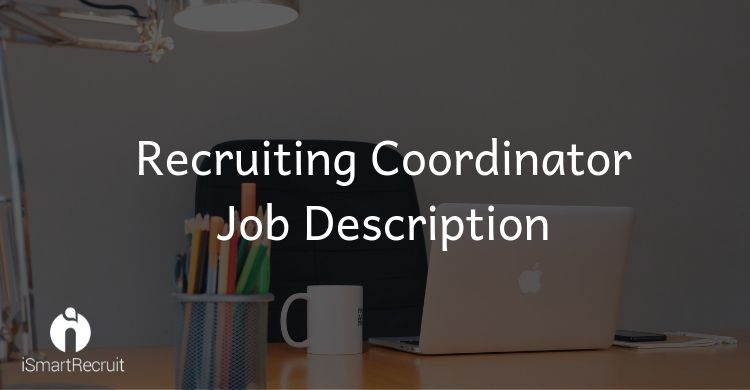 Recruiting Coordinator
Job Description
iSmartRecruit